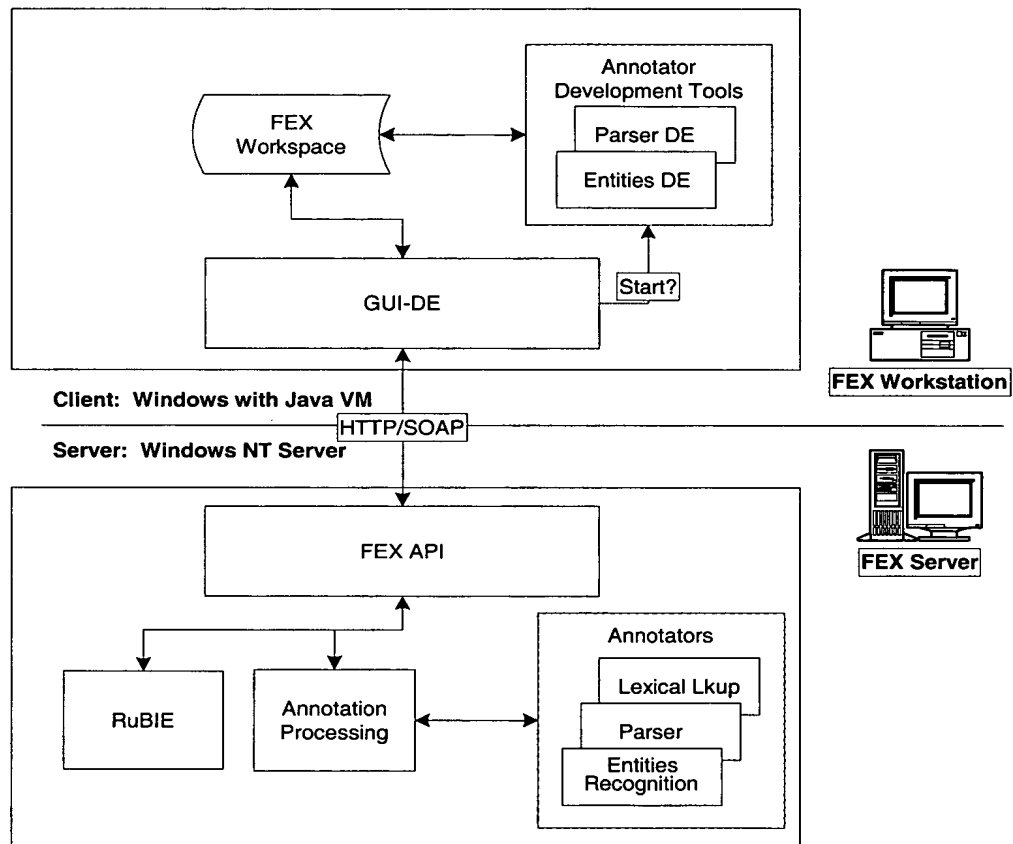 Annotator
Development Tools
Parser DE
Entities DE
FEX
Workspace
GUI-DE
Start?
FEX Workstation
Client: Windows with Java VM
HTTP/SOAP
Server: Windows NT Server
FEX Server
FEX API
RuBIE
Annotation
Processing
Annotators
Lexical Lkup
Parser
Entities
Recognition